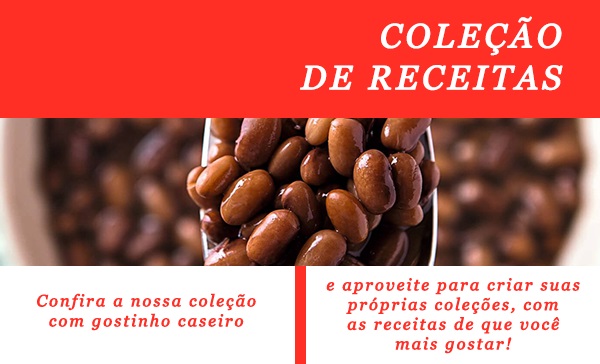 COLEÇÃO
DE RECEITAS
Confira a nossa coleção
com gostinho caseiro
e aproveite para criar suas
próprias coleções, com
as receitas de que você
mais gostar!